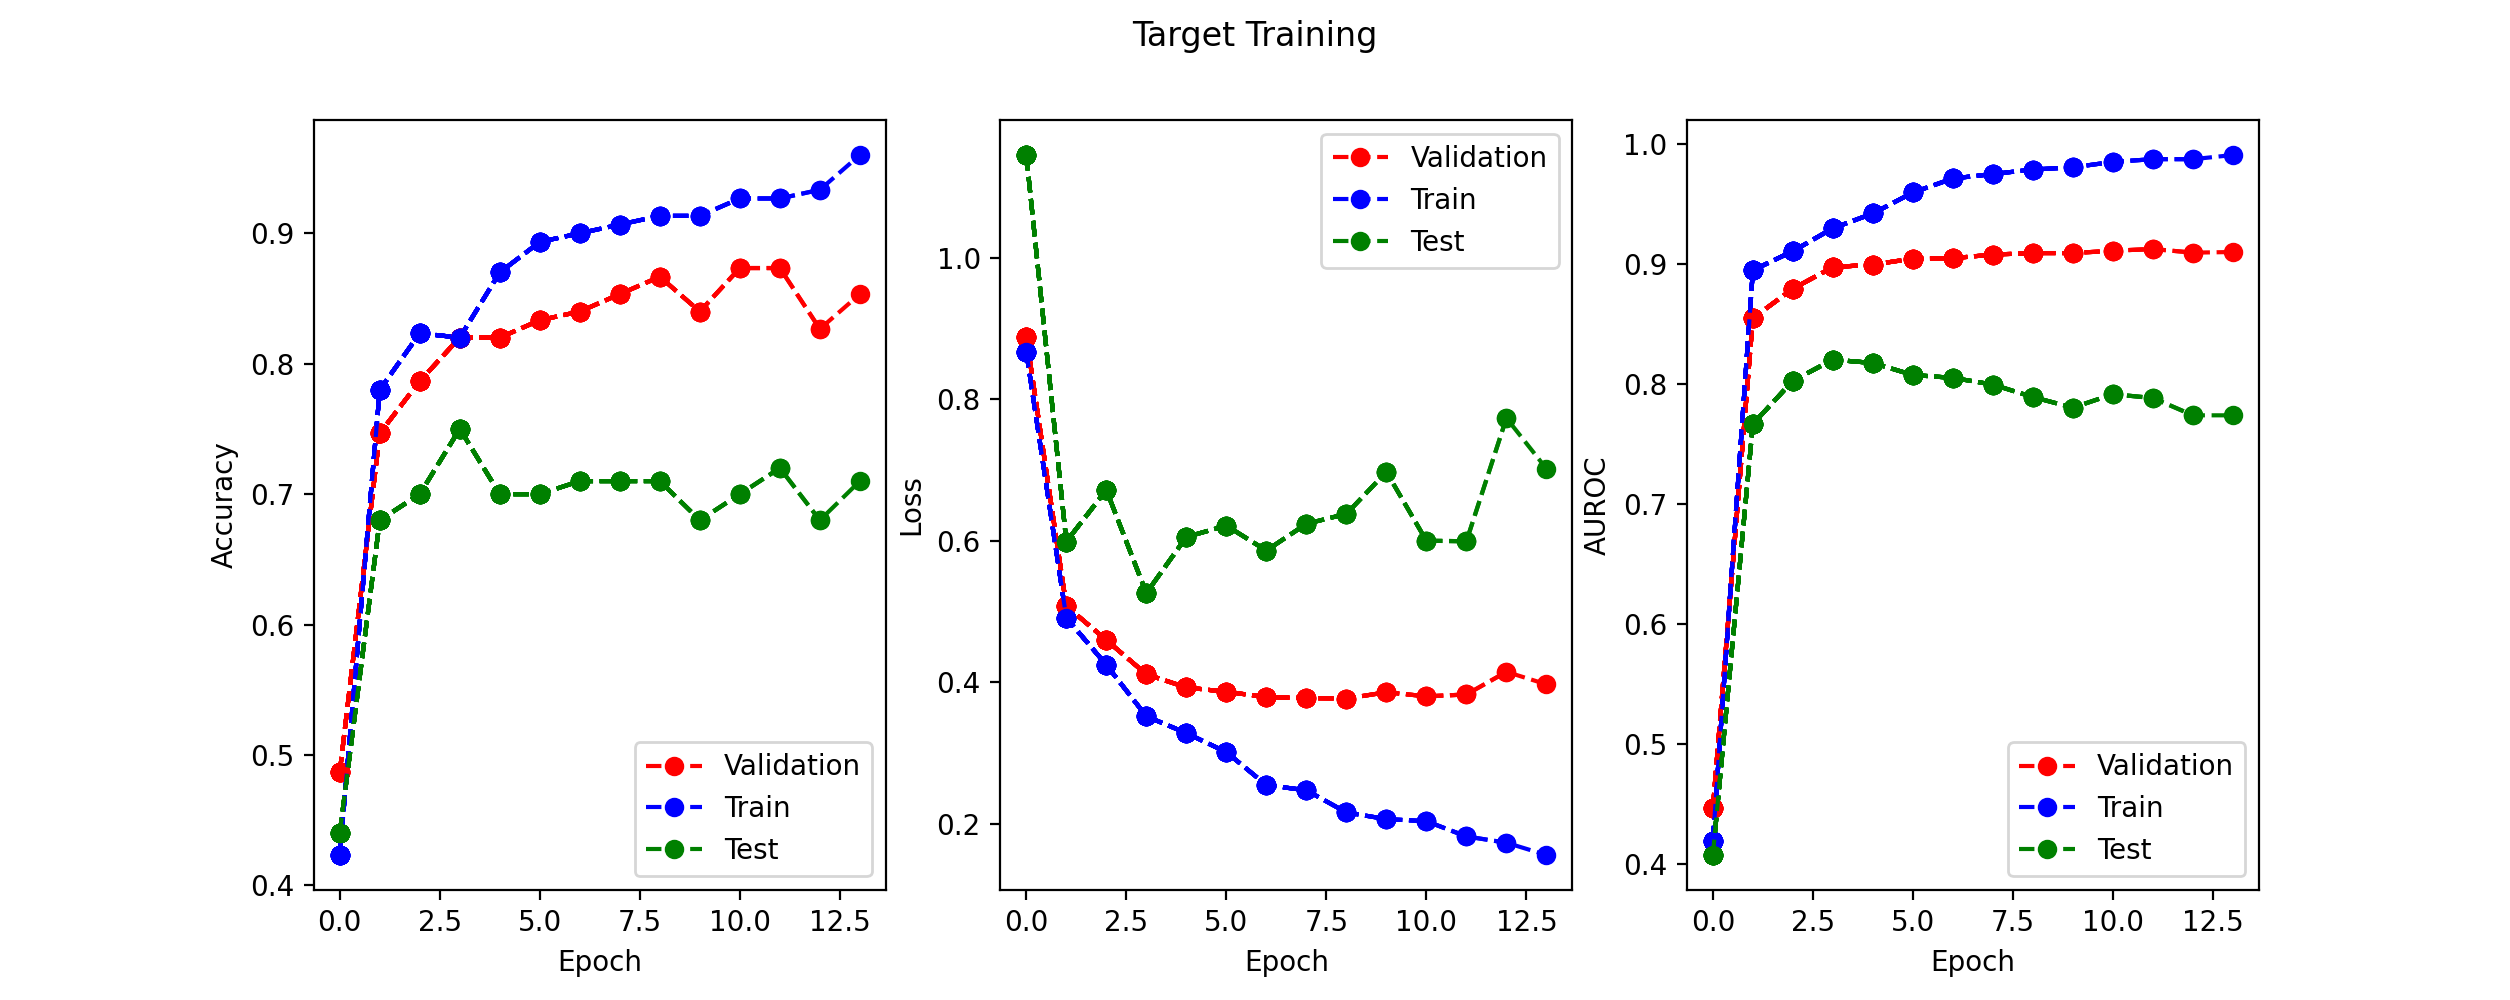 Target Training
Accuracy
0.9
0.8
0.7
0.6
0.5
0.4
0.0 2.5 5.0 7.5 10.0 12.5
Epoch
Validation
Train
Test
Loss
1.0
0.8
0.6
0.4
0.2
0.0 2.5 5.0 7.5 10.0 12.5
Epoch
Validation
Train
Test
AUROC
1.0
0.9
0.8
0.7
0.6
0.5
0.4
0.0 2.5 5.0 7.5 10.0 12.5
Epoch
Validation
Train
Test